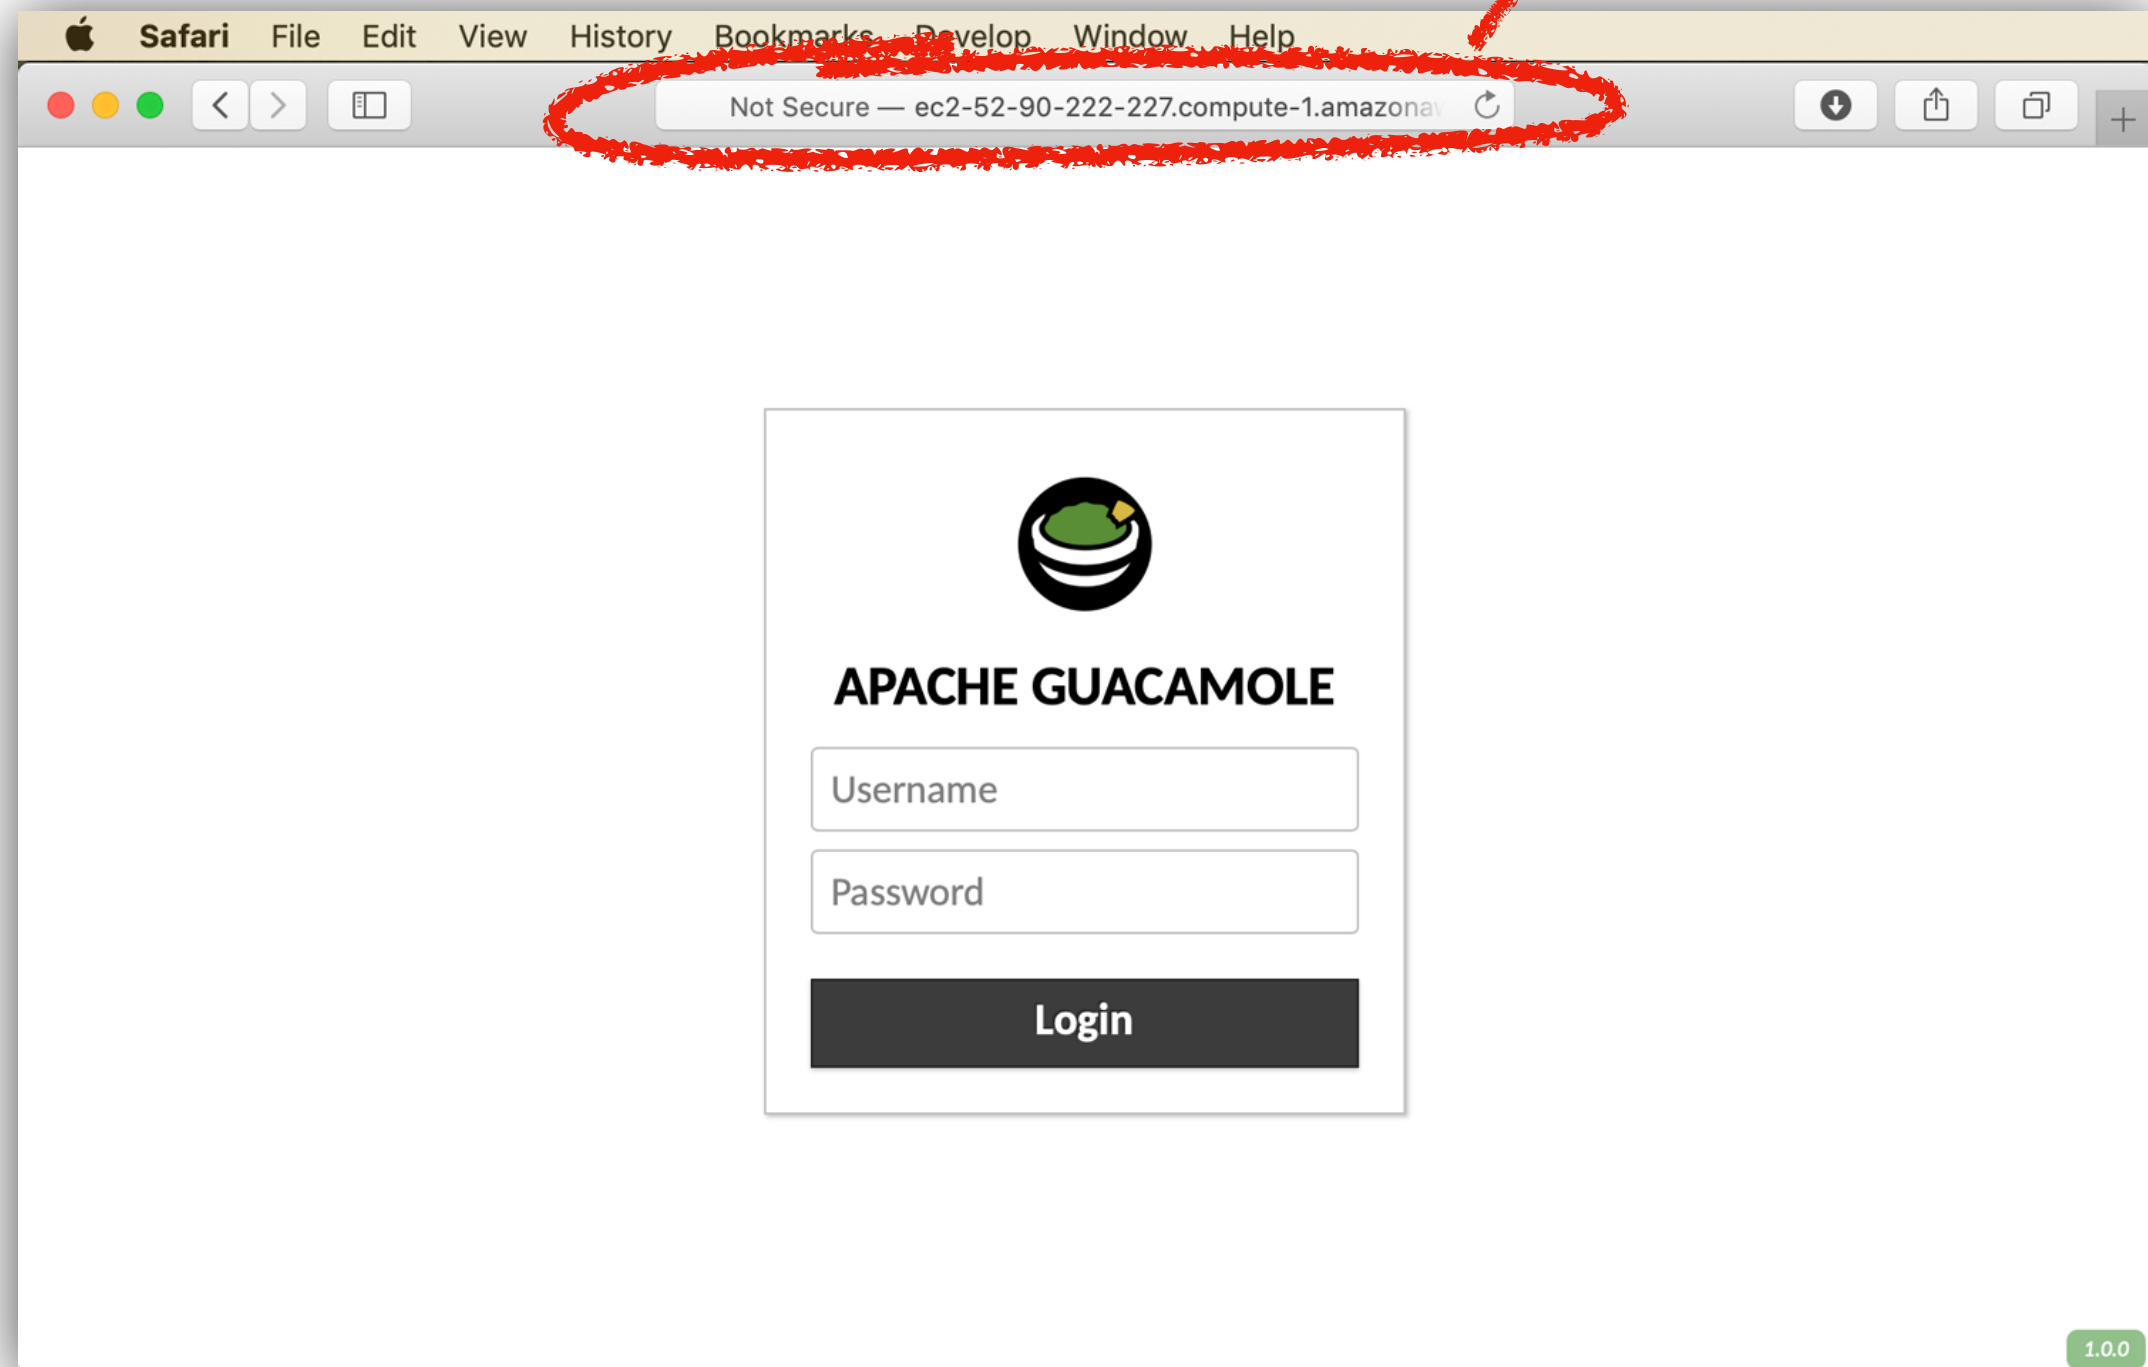 Safari File Edit View History Bookmarks Develop Window Help
Not Secure — ec2-52-90-222-227.compute-1.amazonaw
APACHE GUACAMOLE
Username
Password
Login
1.0.0